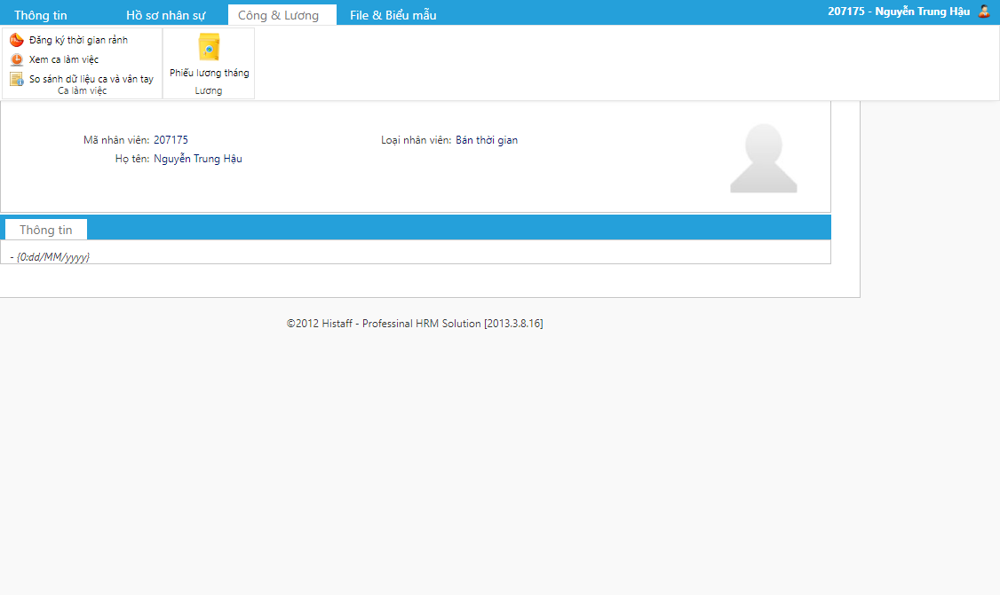 Thông tin
Hồ sơ nhân sự
Công & Lương
File & Biểu mẫu
207175 - Nguyễn Trung Hậu
Đăng ký thời gian rảnh
Xem ca làm việc
So sánh dữ liệu ca và vân tay
Ca làm việc
Phiếu lương tháng
Lương
Mã nhân viên: 207175
Loại nhân viên: Bán thời gian
Họ tên: Nguyễn Trung Hậu
Thông tin
- {0:dd/MM/yyyy}
©2012 Histaff - Professinal HRM Solution [2013.3.8.16]